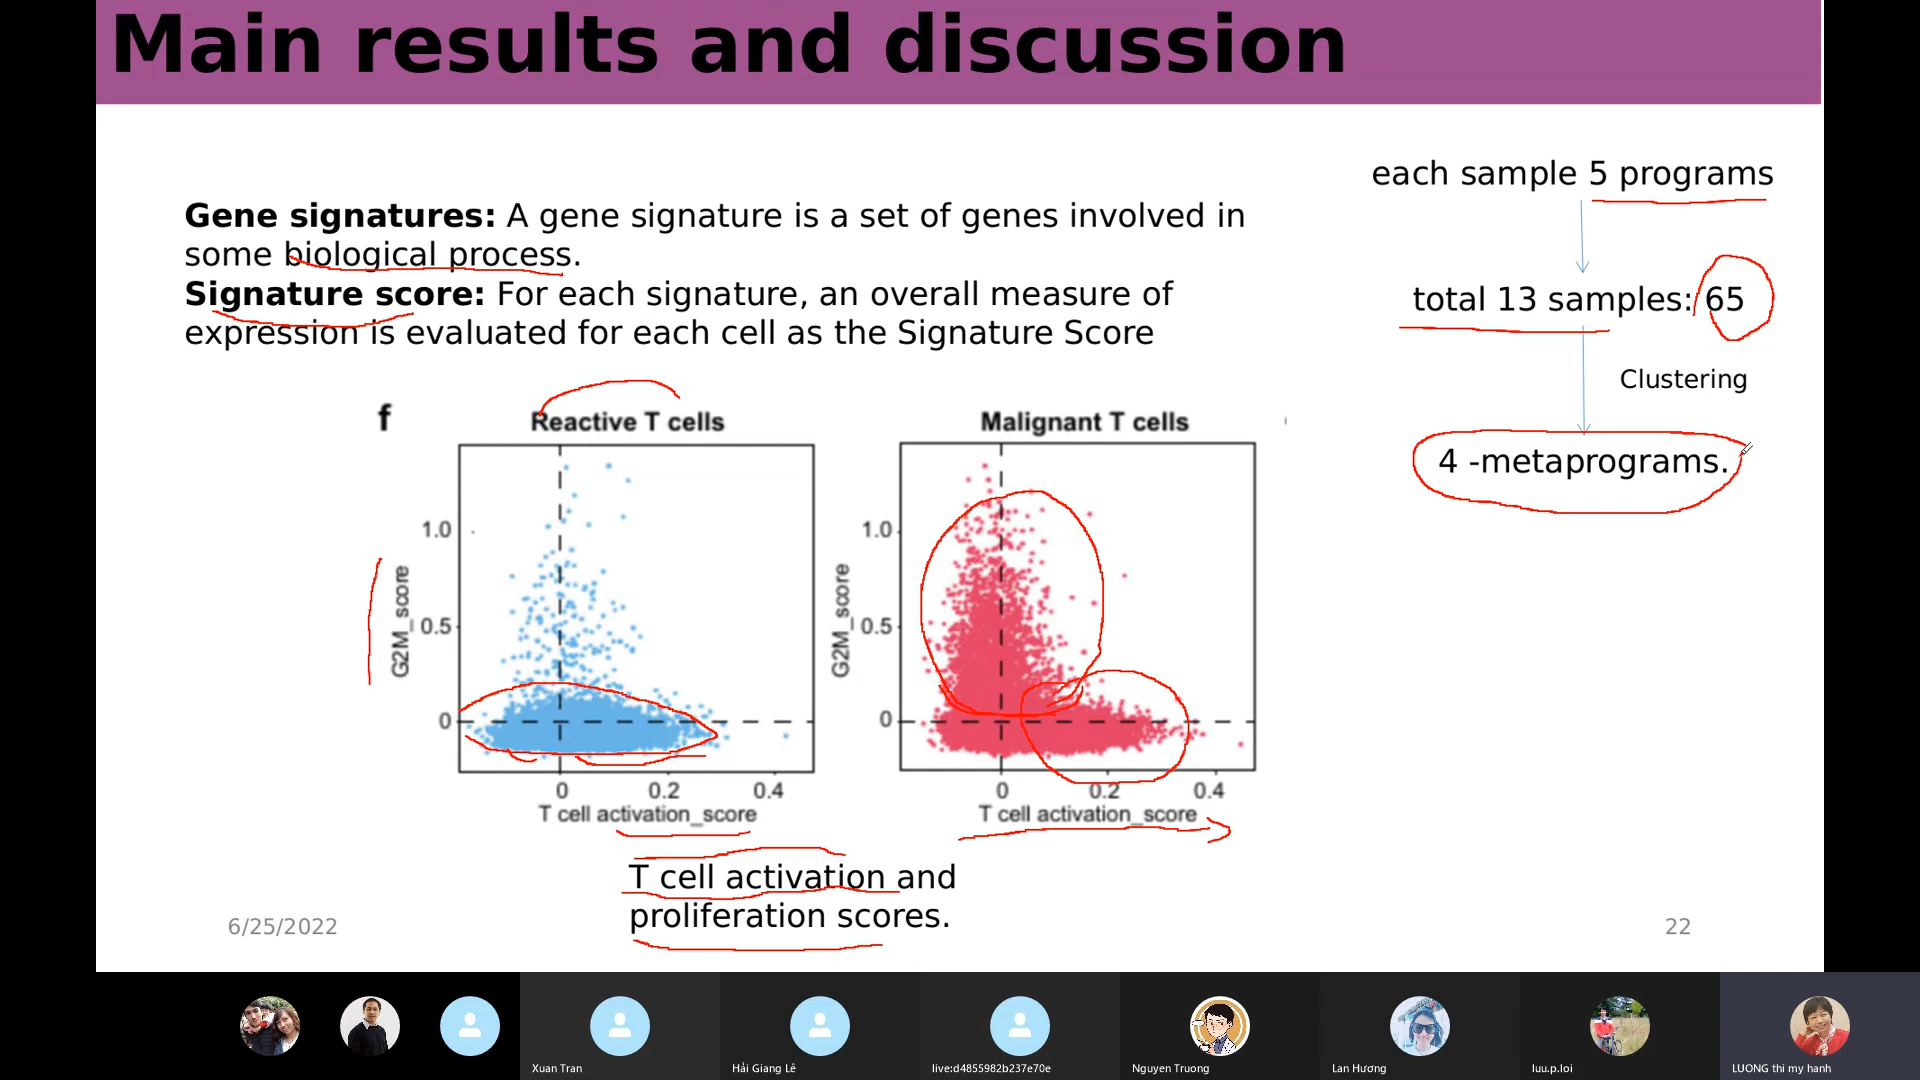 Main results and discussion
each sample 5 programs
Gene signatures: A gene signature is a set of genes involved in
some biological process.
Signature score: For each signature, an overall measure of
expression is evaluated for each cell as the Signature Score
total 13 samples: 65
Clustering
4 -metaprograms.
f
Reactive T cells
G2M_score
1.0
0.5
0
0
0.2
0.4
T cell activation_score
Malignant T cells
G2M_score
1.0
0.5
0
0
0.2
0.4
T cell activation_score
T cell activation and
proliferation scores.
6/25/2022
22
Xuan Tran
Hải Giang Lê
live:d4855982b237e70e
Nguyen Truong
Lan Hương
luu.p.loi
LUONG thi my hanh